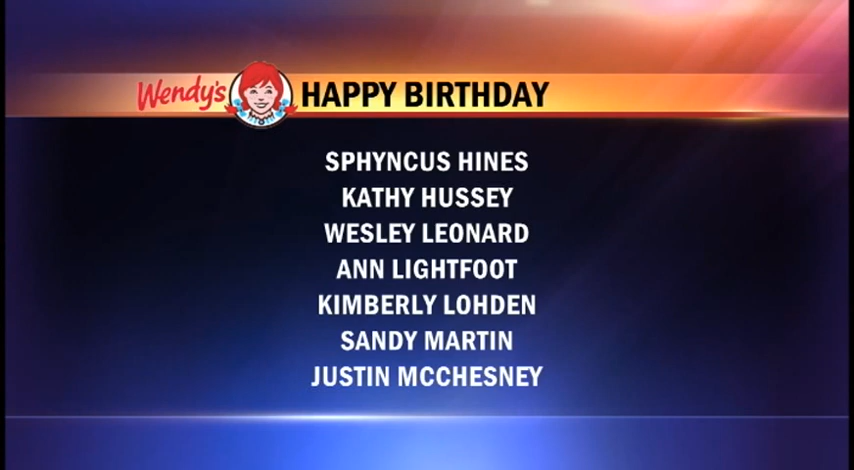 Wendy's HAPPY BIRTHDAY
SPHYNCUS HINES
KATHY HUSSEY
WESLEY LEONARD
ANN LIGHTFOOT
KIMBERLY LOHDEN
SANDY MARTIN
JUSTIN MCCHESNEY